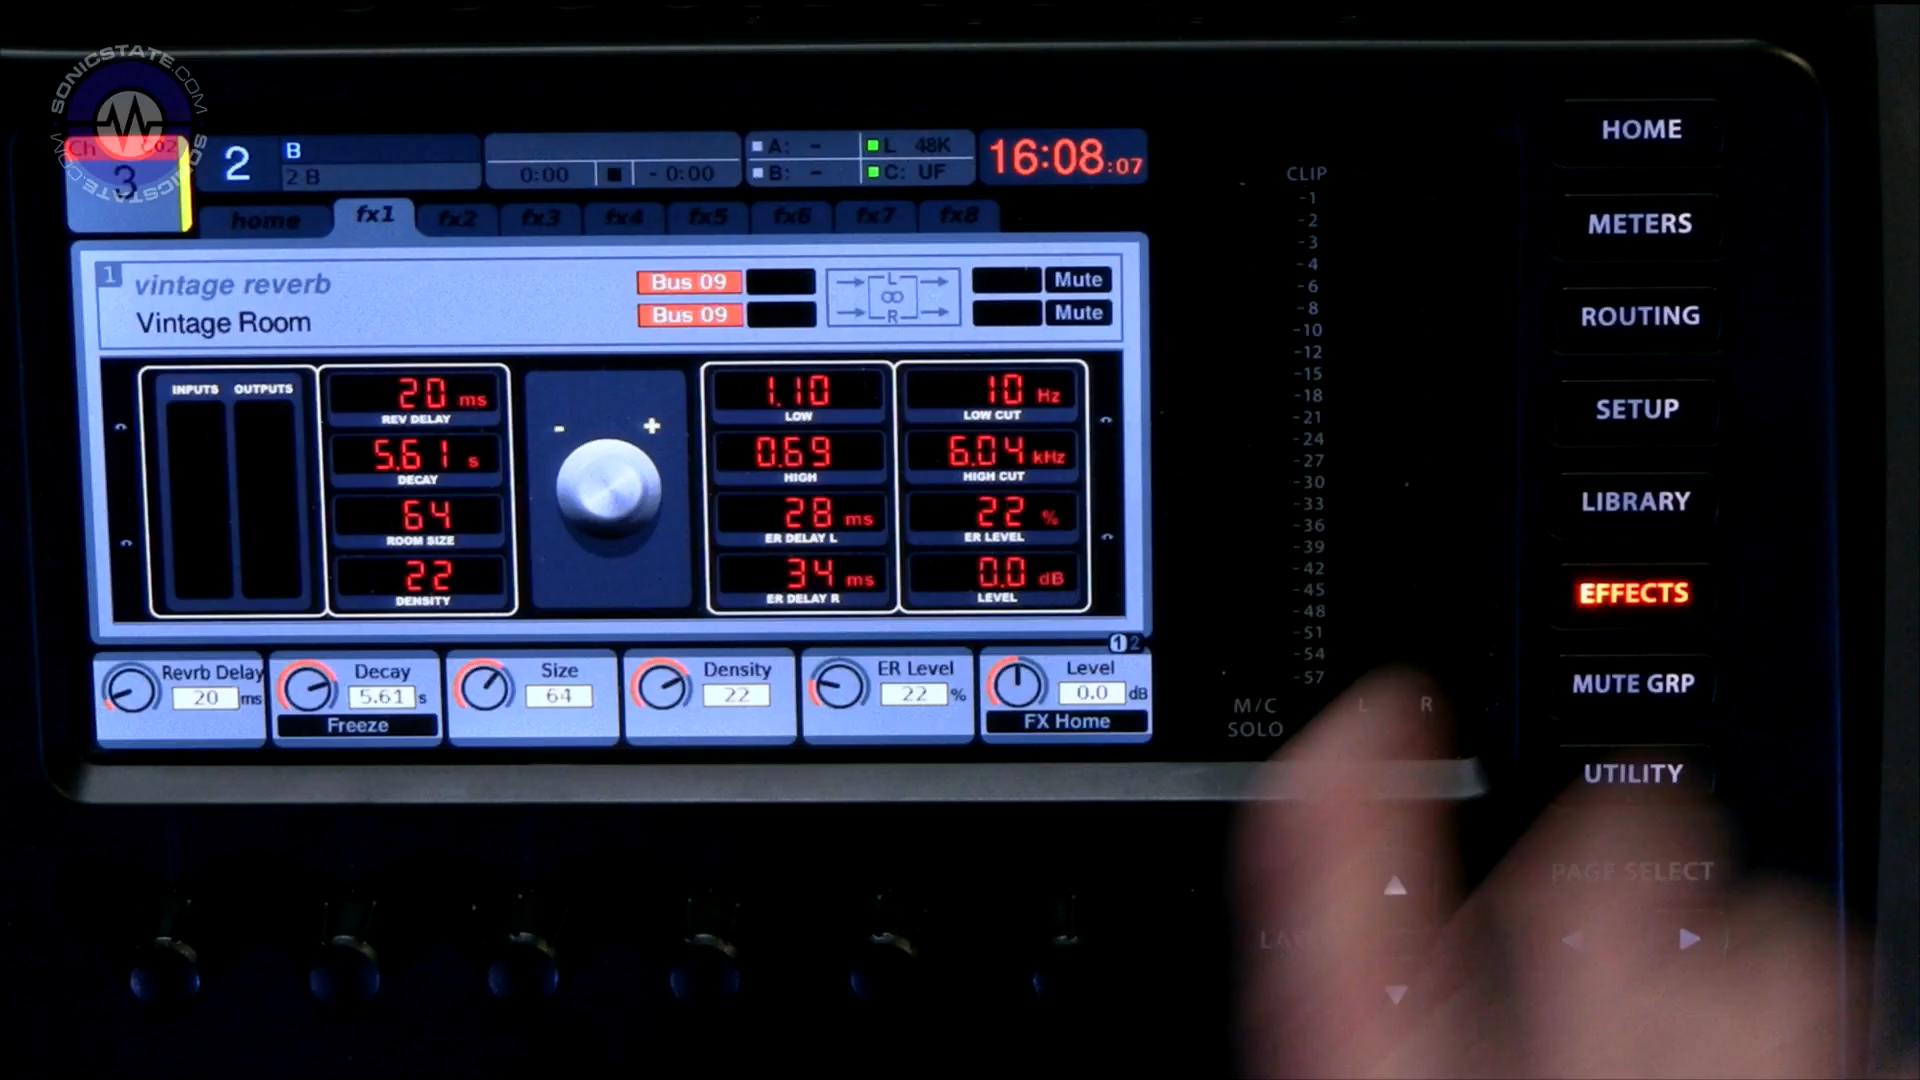 SONICSTATE.COM SONICSTATE.COM
Ch C02
3
2 B
2 B
0:00 - 0:00
A: - L 48K
B: - C: UF
16:08:07
home fx1 fx2 fx3 fx4 fx5 fx6 fx7 fx8
1 vintage reverb
Vintage Room
Bus 09 L Mute
Bus 09 R Mute
INPUTS OUTPUTS
20 ms
REV DELAY
5.61 s
DECAY
64
ROOM SIZE
22
DENSITY
- +
1.10
LOW
0.69
HIGH
28 ms
ER DELAY L
34 ms
ER DELAY R
10 Hz
LOW CUT
6.04 kHz
HIGH CUT
22 %
ER LEVEL
0.0 dB
LEVEL
1 2
Revrb Delay
20 ms
Decay
5.61 s
Freeze
Size
64
Density
22
ER Level
22 %
Level
0.0 dB
FX Home
CLIP
-1
-2
-3
-4
-6
-8
-10
-12
-15
-18
-21
-24
-27
-30
-33
-36
-39
-42
-45
-48
-51
-54
-57
M/C L R
SOLO
HOME
METERS
ROUTING
SETUP
LIBRARY
EFFECTS
MUTE GRP
UTILITY
PAGE SELECT